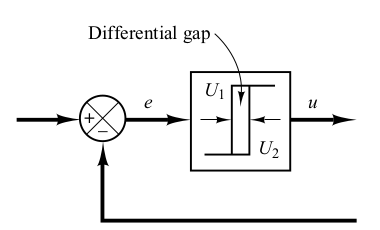 Differential gap
U₁
e
u
+
−
U₂